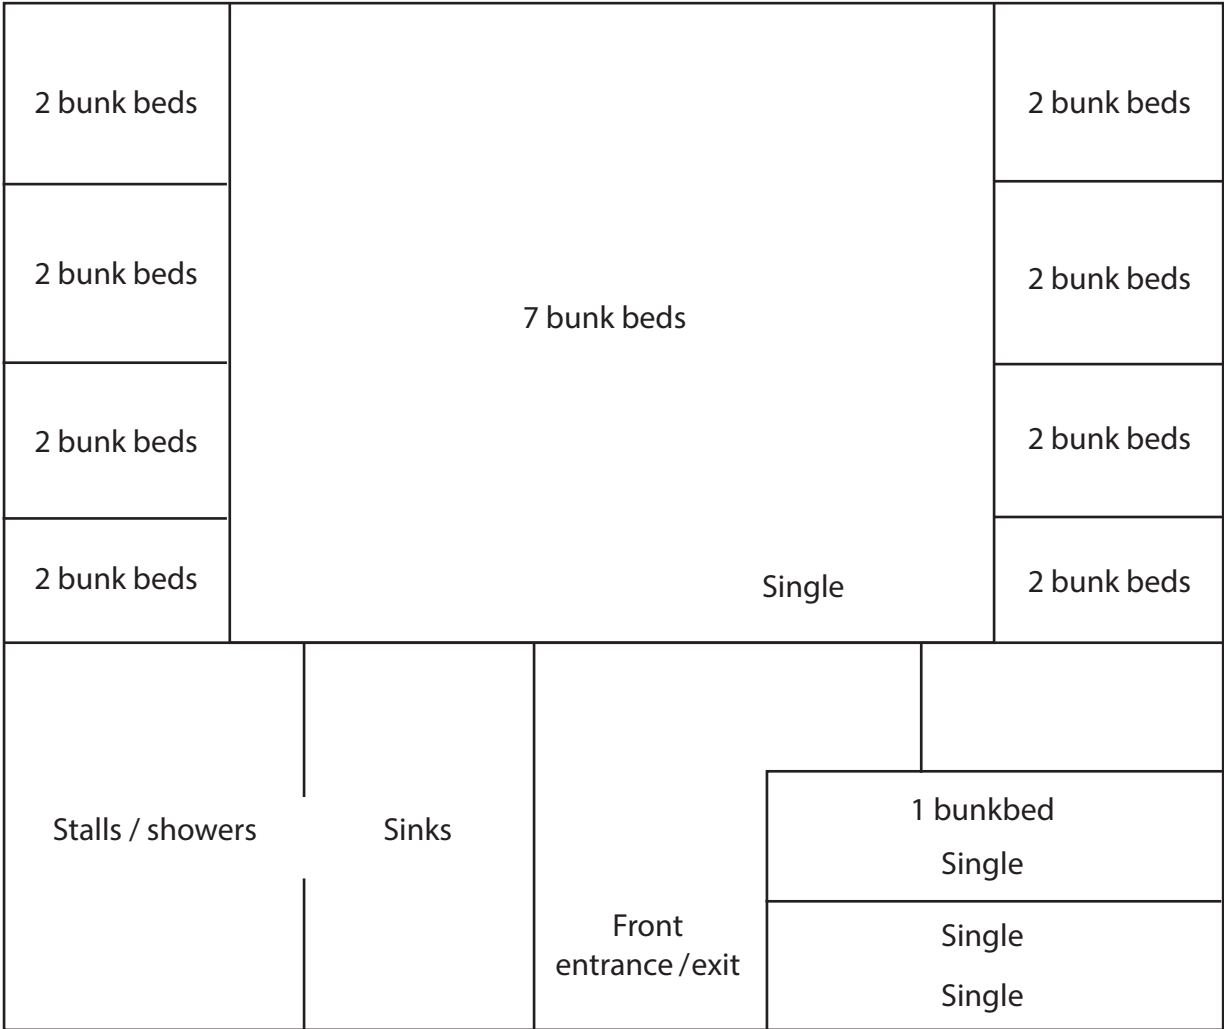 2 bunk beds
2 bunk beds
2 bunk beds
2 bunk beds
7 bunk beds
Single
2 bunk beds
2 bunk beds
2 bunk beds
2 bunk beds
Stalls / showers
Sinks
Front
entrance / exit
1 bunkbed
Single
Single
Single